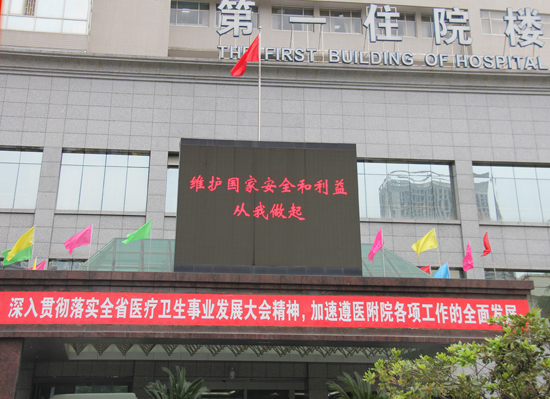 第一住院楼
THE FIRST BUILDING OF HOSPITAL
维护国家安全和利益
从我做起
深入贯彻落实全省医疗卫生事业发展大会精神，加速遵医附院各项工作的全面发展